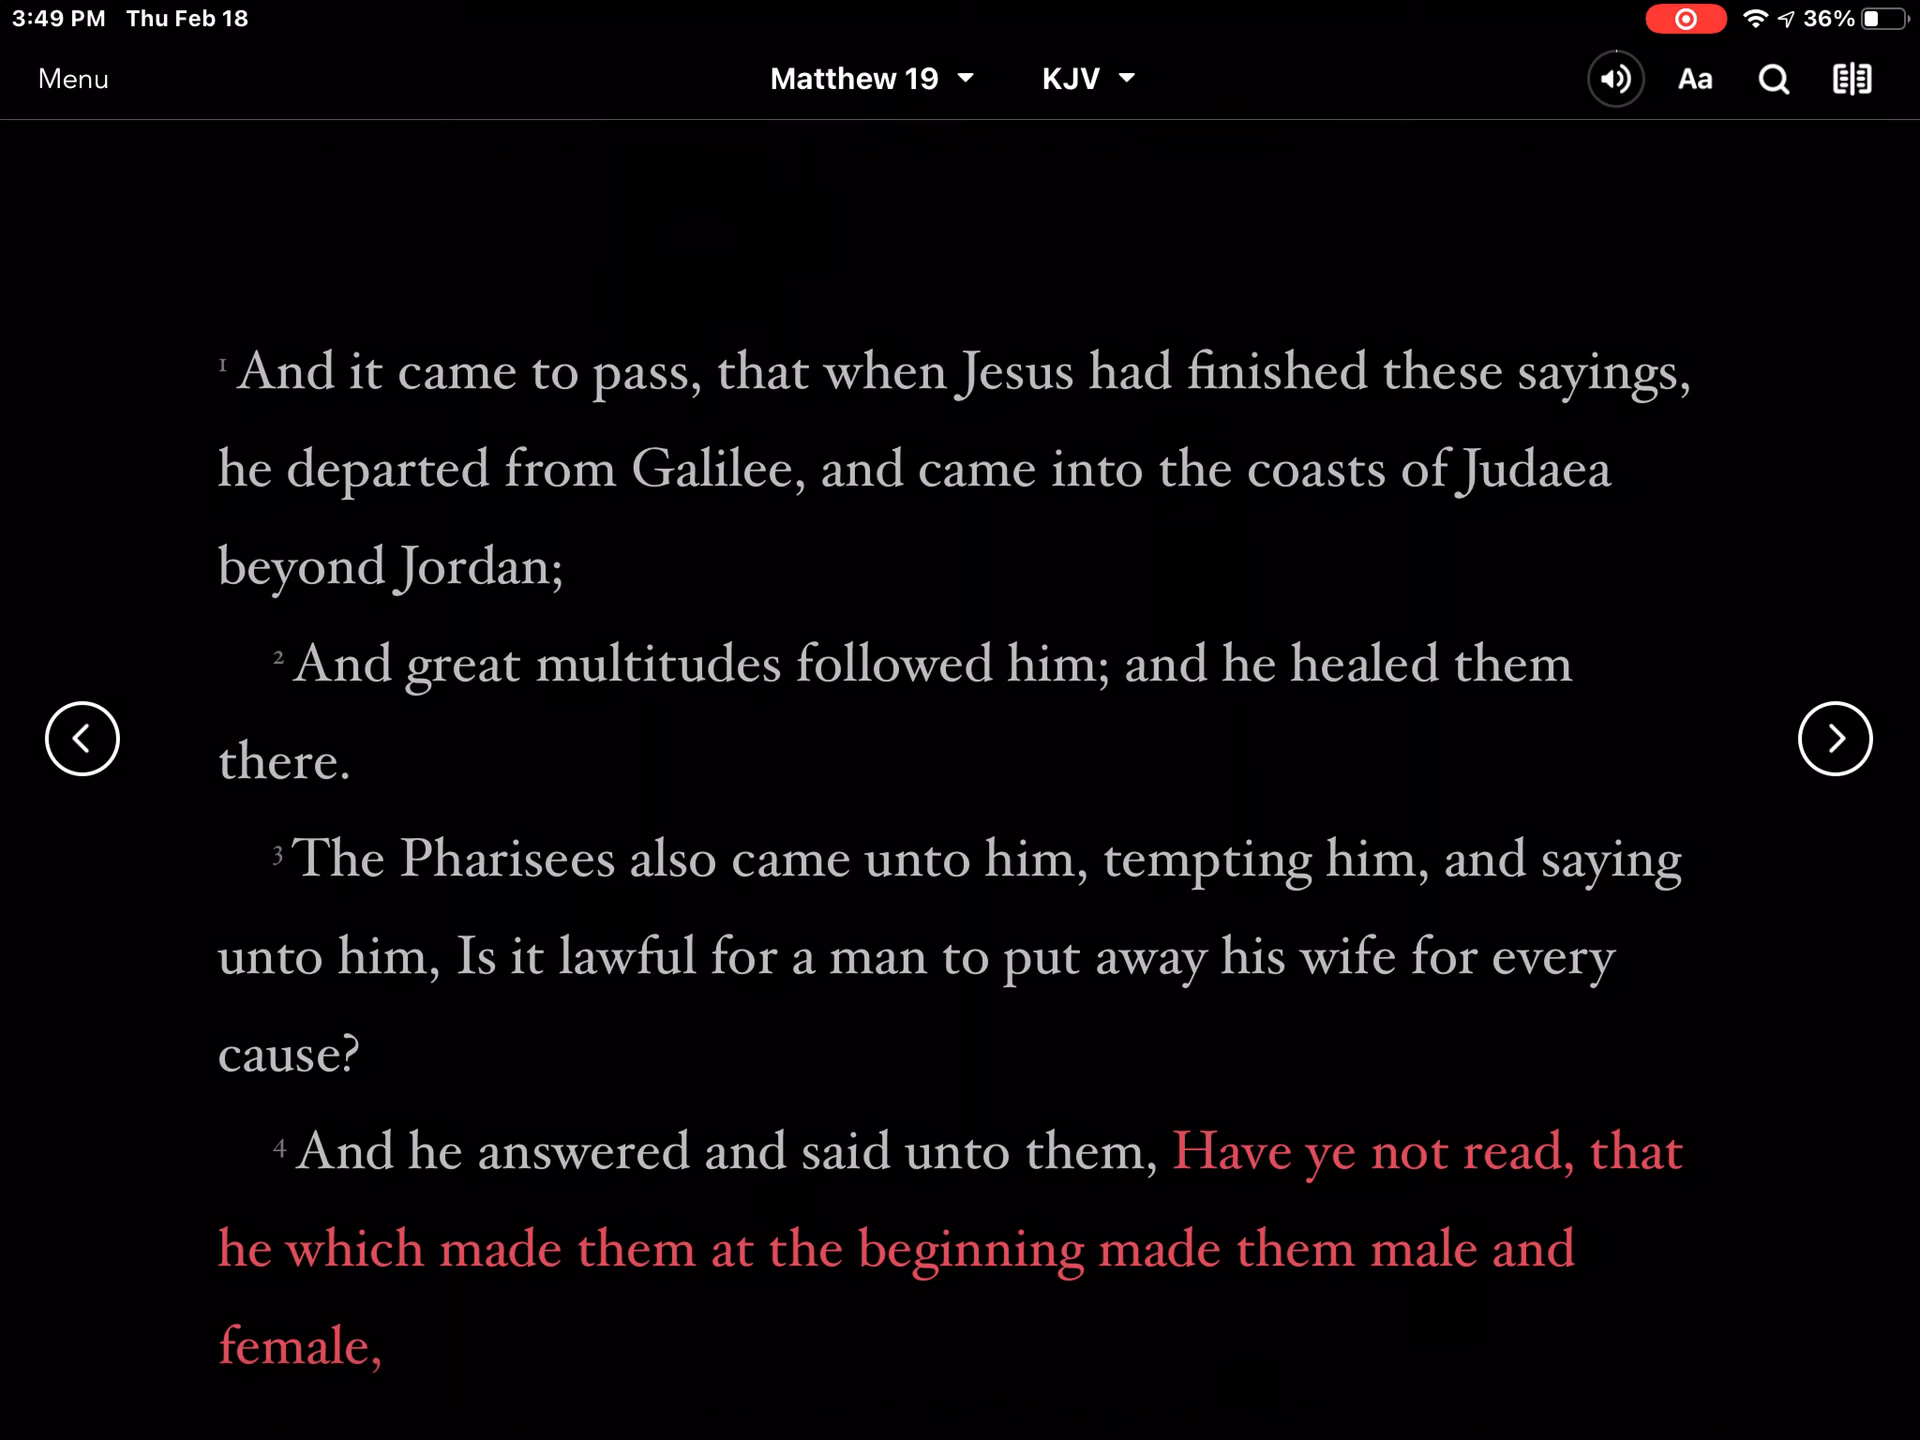 3:49 PM Thu Feb 18 36%
Menu Matthew 19 KJV Aa
1 And it came to pass, that when Jesus had finished these sayings,
he departed from Galilee, and came into the coasts of Judaea
beyond Jordan;
2 And great multitudes followed him; and he healed them
there.
3 The Pharisees also came unto him, tempting him, and saying
unto him, Is it lawful for a man to put away his wife for every
cause?
4 And he answered and said unto them, Have ye not read, that
he which made them at the beginning made them male and
female,